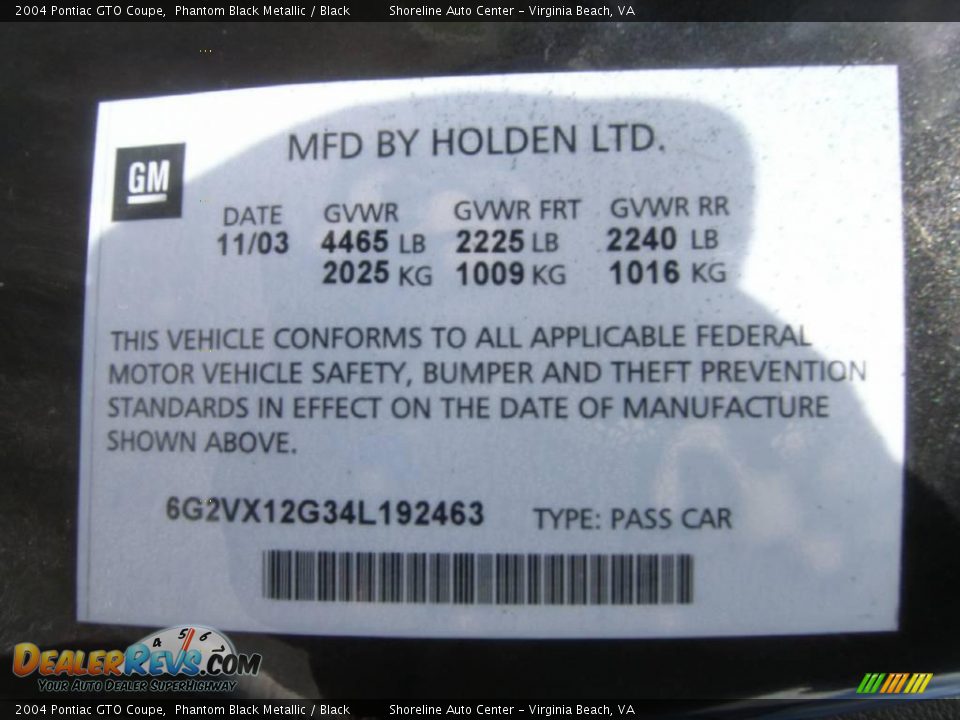 2004 Pontiac GTO Coupe, Phantom Black Metallic / Black Shoreline Auto Center - Virginia Beach, VA
GM
MFD BY HOLDEN LTD.
DATE GVWR GVWR FRT GVWR RR
11/03 4465 LB 2225 LB 2240 LB
2025 KG 1009 KG 1016 KG
THIS VEHICLE CONFORMS TO ALL APPLICABLE FEDERAL
MOTOR VEHICLE SAFETY, BUMPER AND THEFT PREVENTION
STANDARDS IN EFFECT ON THE DATE OF MANUFACTURE
SHOWN ABOVE.
6G2VX12G34L192463 TYPE: PASS CAR
4 5 6 7
DEALERREVS.COM
YOUR AUTO DEALER SUPERHIGHWAY
2004 Pontiac GTO Coupe, Phantom Black Metallic / Black Shoreline Auto Center - Virginia Beach, VA